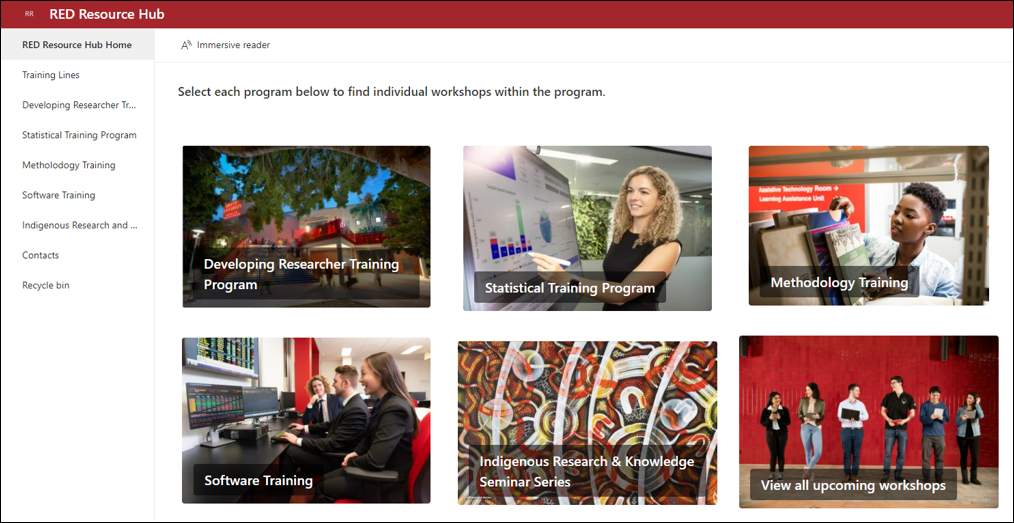 RR RED Resource Hub
RED Resource Hub Home
Training Lines
Developing Researcher Tr...
Statistical Training Program
Metholodogy Training
Software Training
Indigenous Research and ...
Contacts
Recycle bin
Immersive reader
Select each program below to find individual workshops within the program.
Developing Researcher Training
Program
Statistical Training Program
Assistive Technology Room →
Learning Assistance Unit
Methodology Training
Software Training
Indigenous Research & Knowledge
Seminar Series
View all upcoming workshops